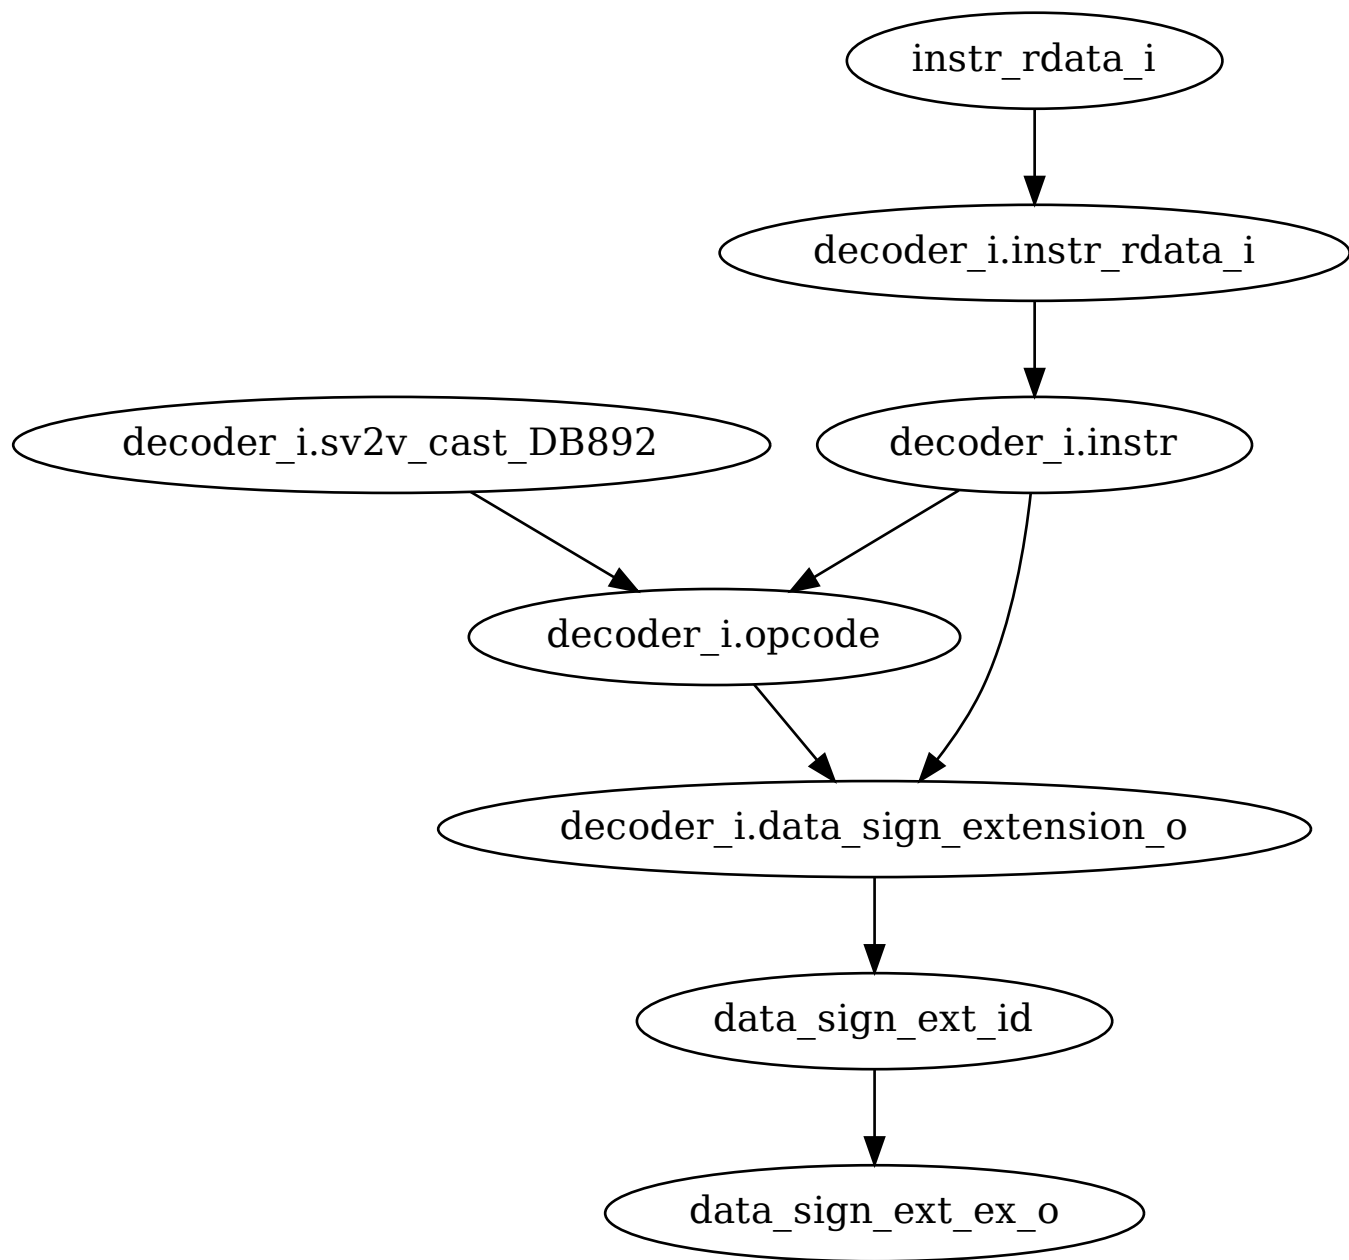 instr_rdata_i
decoder_i.instr_rdata_i
decoder_i.sv2v_cast_DB892
decoder_i.instr
decoder_i.opcode
decoder_i.data_sign_extension_o
data_sign_ext_id
data_sign_ext_ex_o